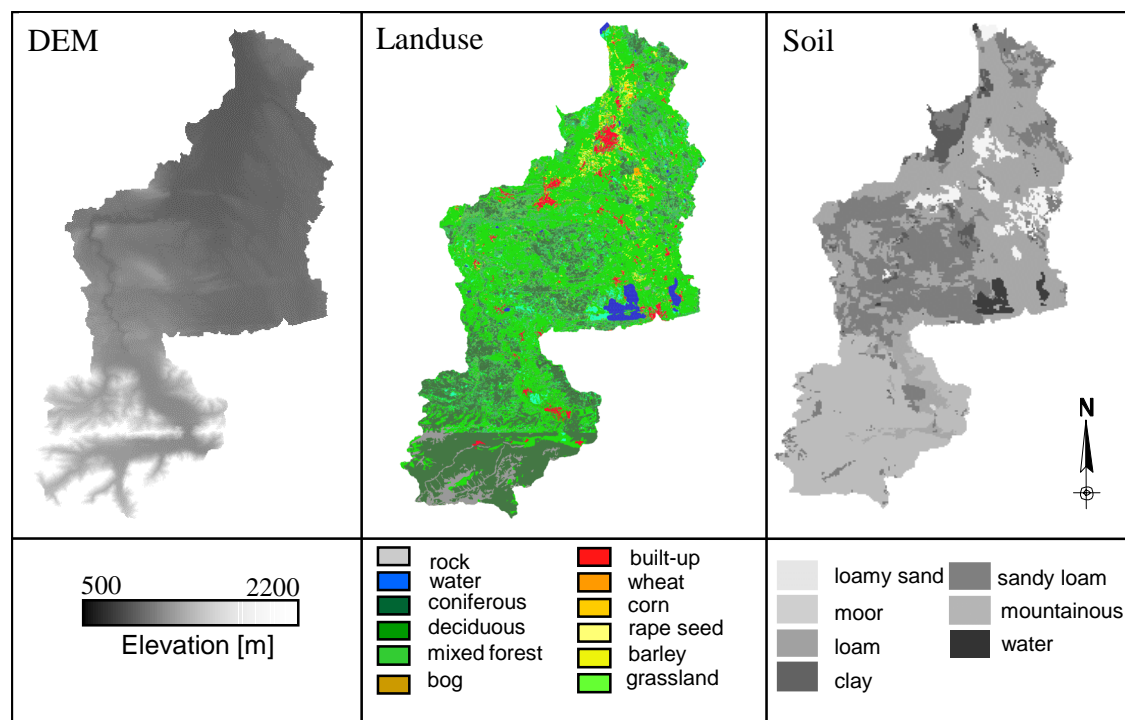 DEM
Landuse
Soil
N
500 2200
Elevation [m]
rock
water
coniferous
deciduous
mixed forest
bog
built-up
wheat
corn
rape seed
barley
grassland
loamy sand
moor
loam
clay
sandy loam
mountainous
water